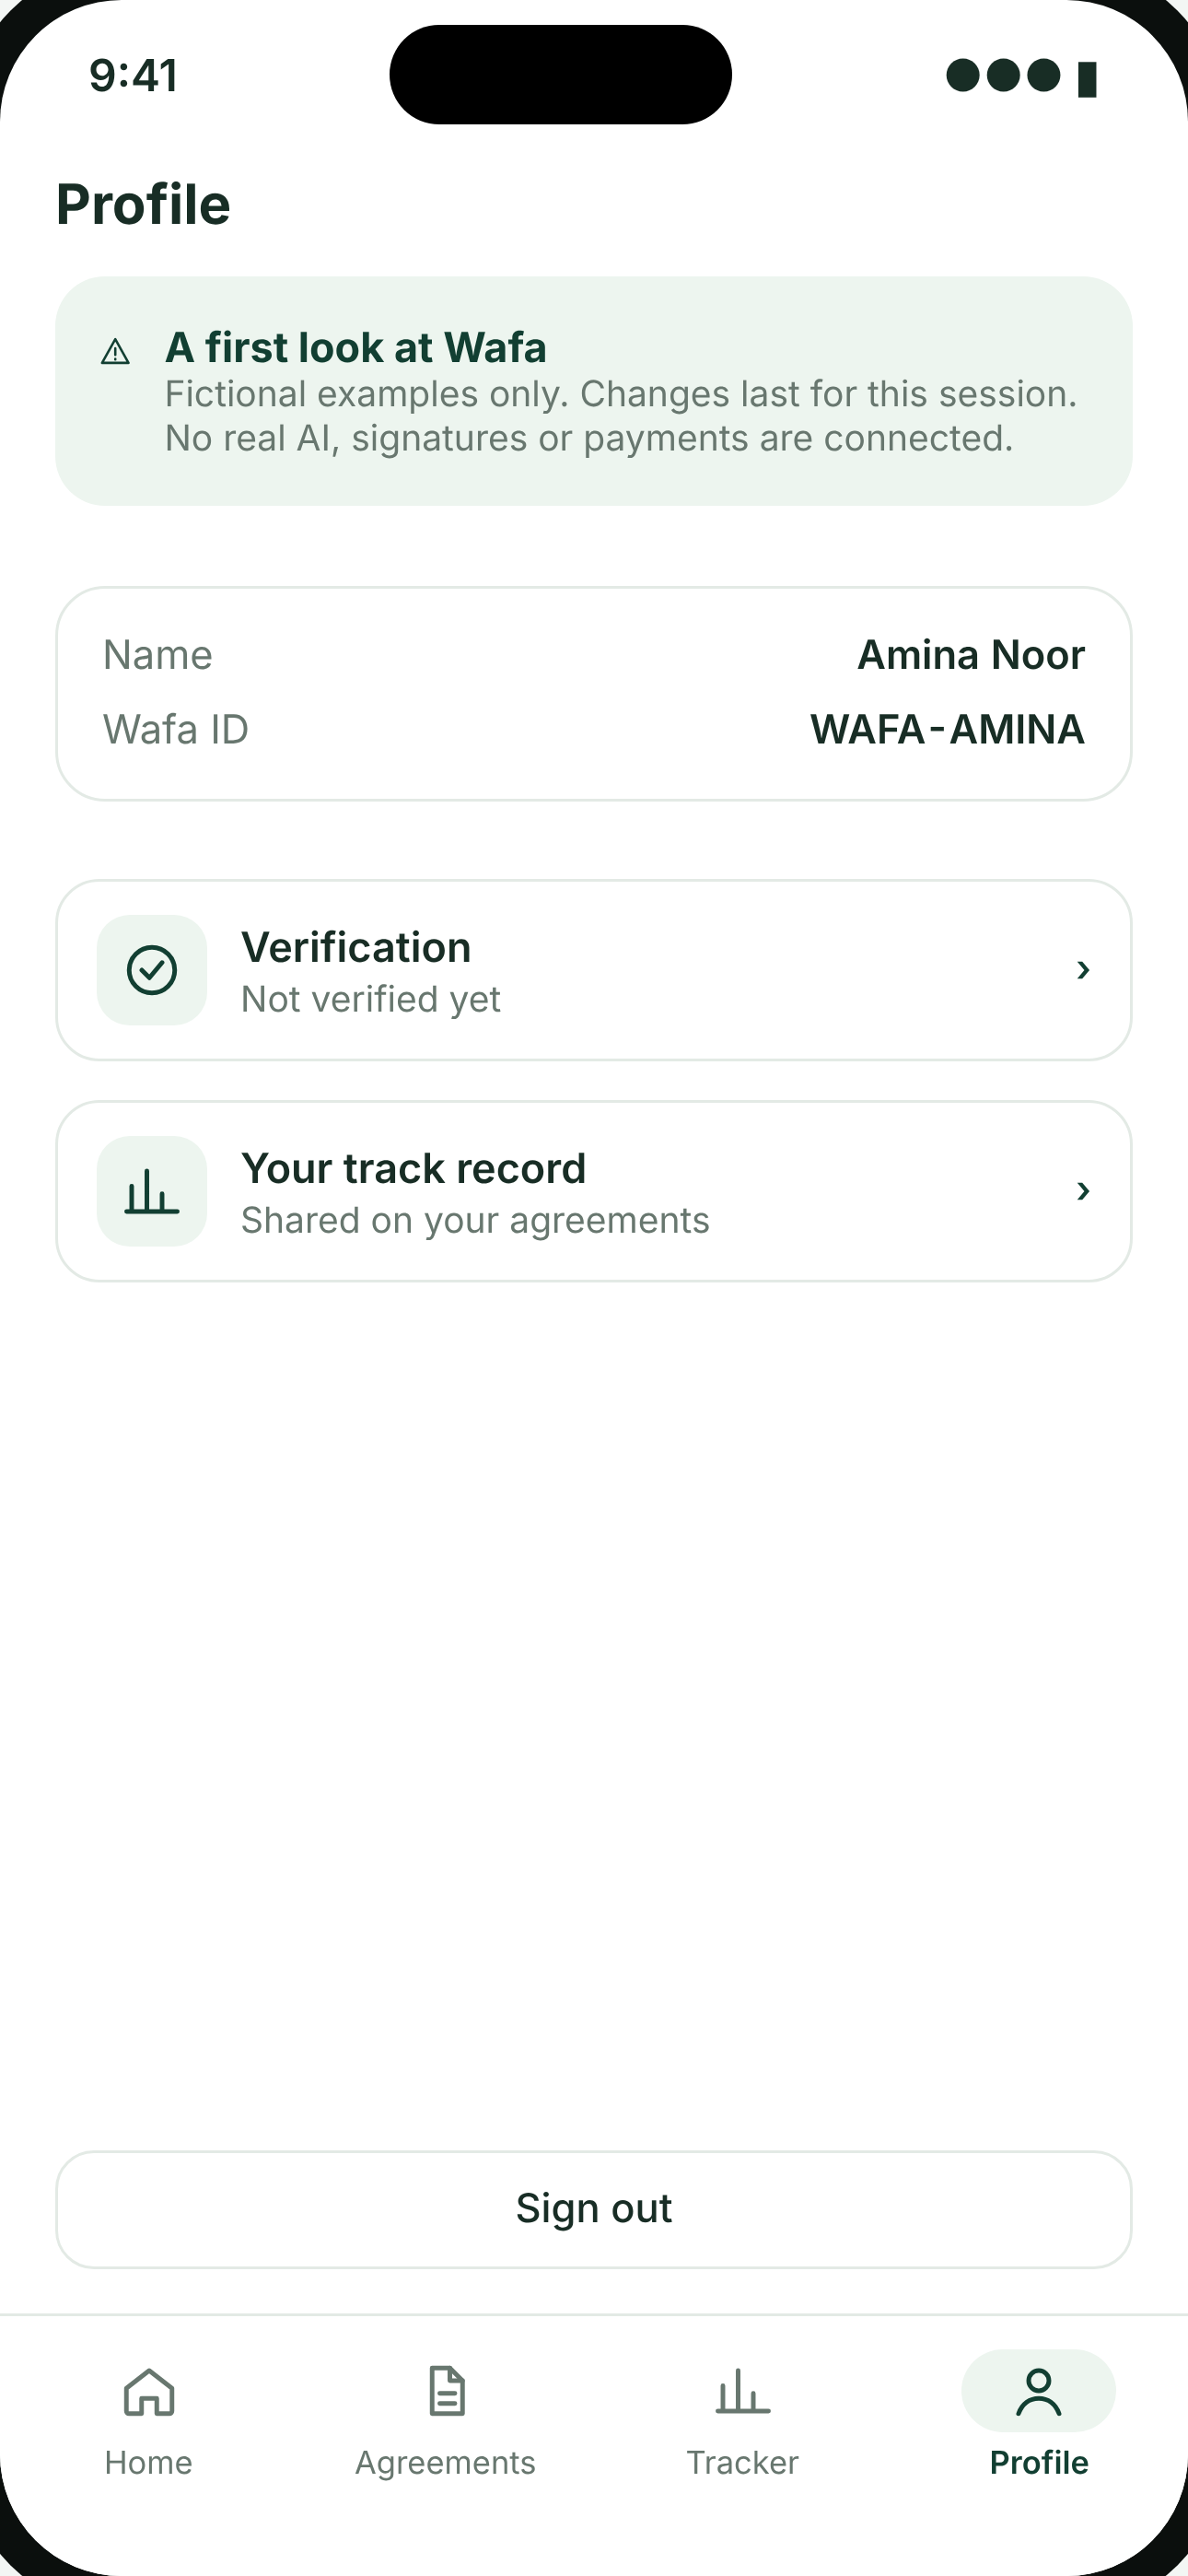 9:41
Profile
A first look at Wafa
Fictional examples only. Changes last for this session.
No real AI, signatures or payments are connected.
Name
Amina Noor
Wafa ID
WAFA-AMINA
Verification
Not verified yet
Your track record
Shared on your agreements
Sign out
Home
Agreements
Tracker
Profile